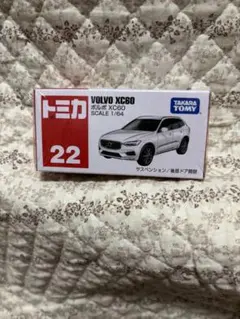 トミカ
VOLVO XC60
ボルボ XC60
SCALE 1/64
TAKARA
TOMY
22
サスペンション/後部ドア開閉